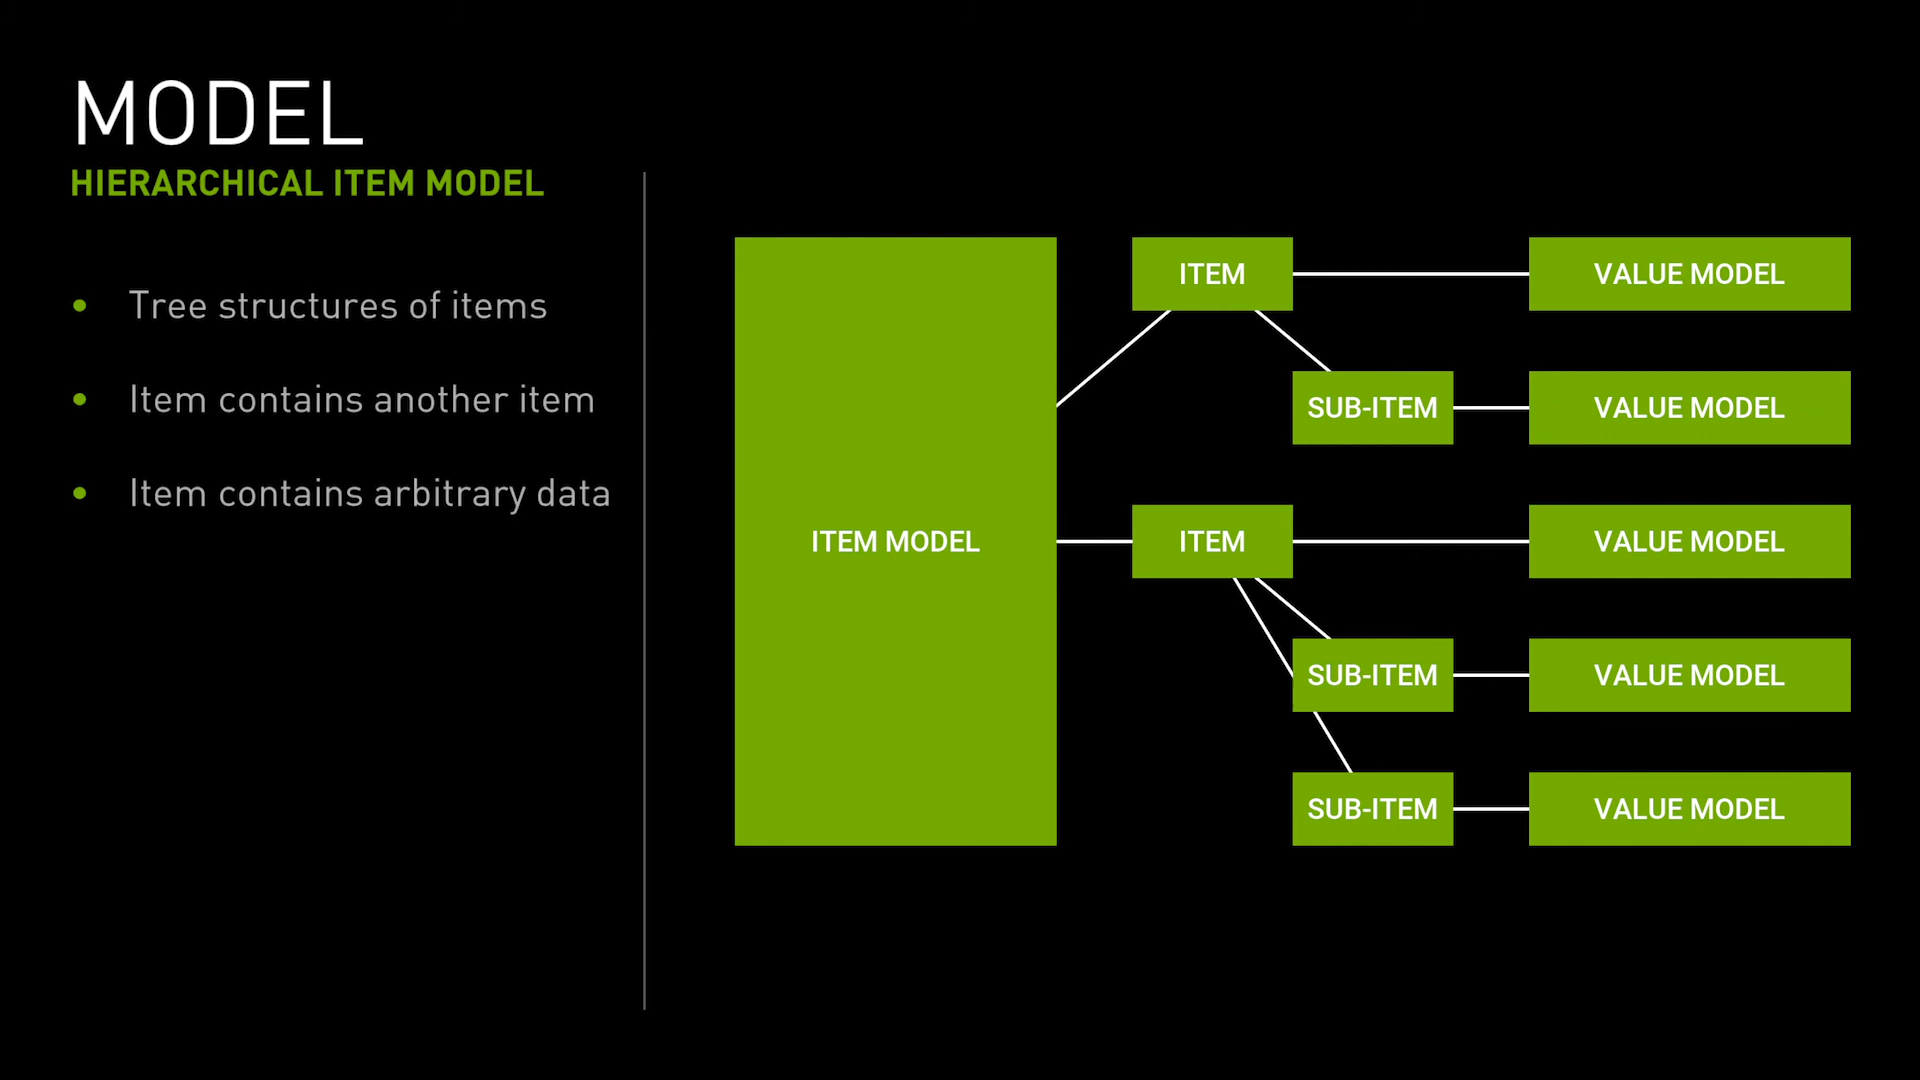 MODEL
HIERARCHICAL ITEM MODEL
Tree structures of items
Item contains another item
Item contains arbitrary data
ITEM MODEL
ITEM
VALUE MODEL
SUB-ITEM
VALUE MODEL
ITEM
VALUE MODEL
SUB-ITEM
VALUE MODEL
SUB-ITEM
VALUE MODEL